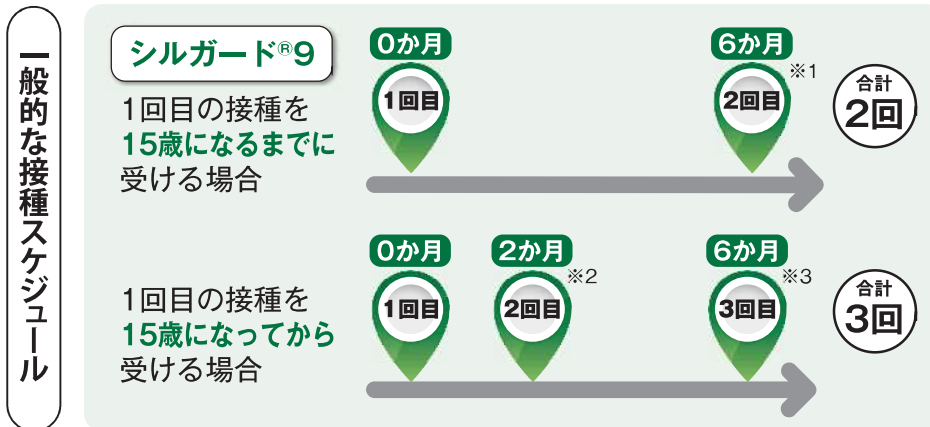 一般的な接種スケジュール
シルガード®9
1回目の接種を
15歳になるまでに
受ける場合
0か月
1回目
6か月
※1
2回目
合計
2回
1回目の接種を
15歳になってから
受ける場合
0か月
1回目
2か月
※2
2回目
6か月
※3
3回目
合計
3回